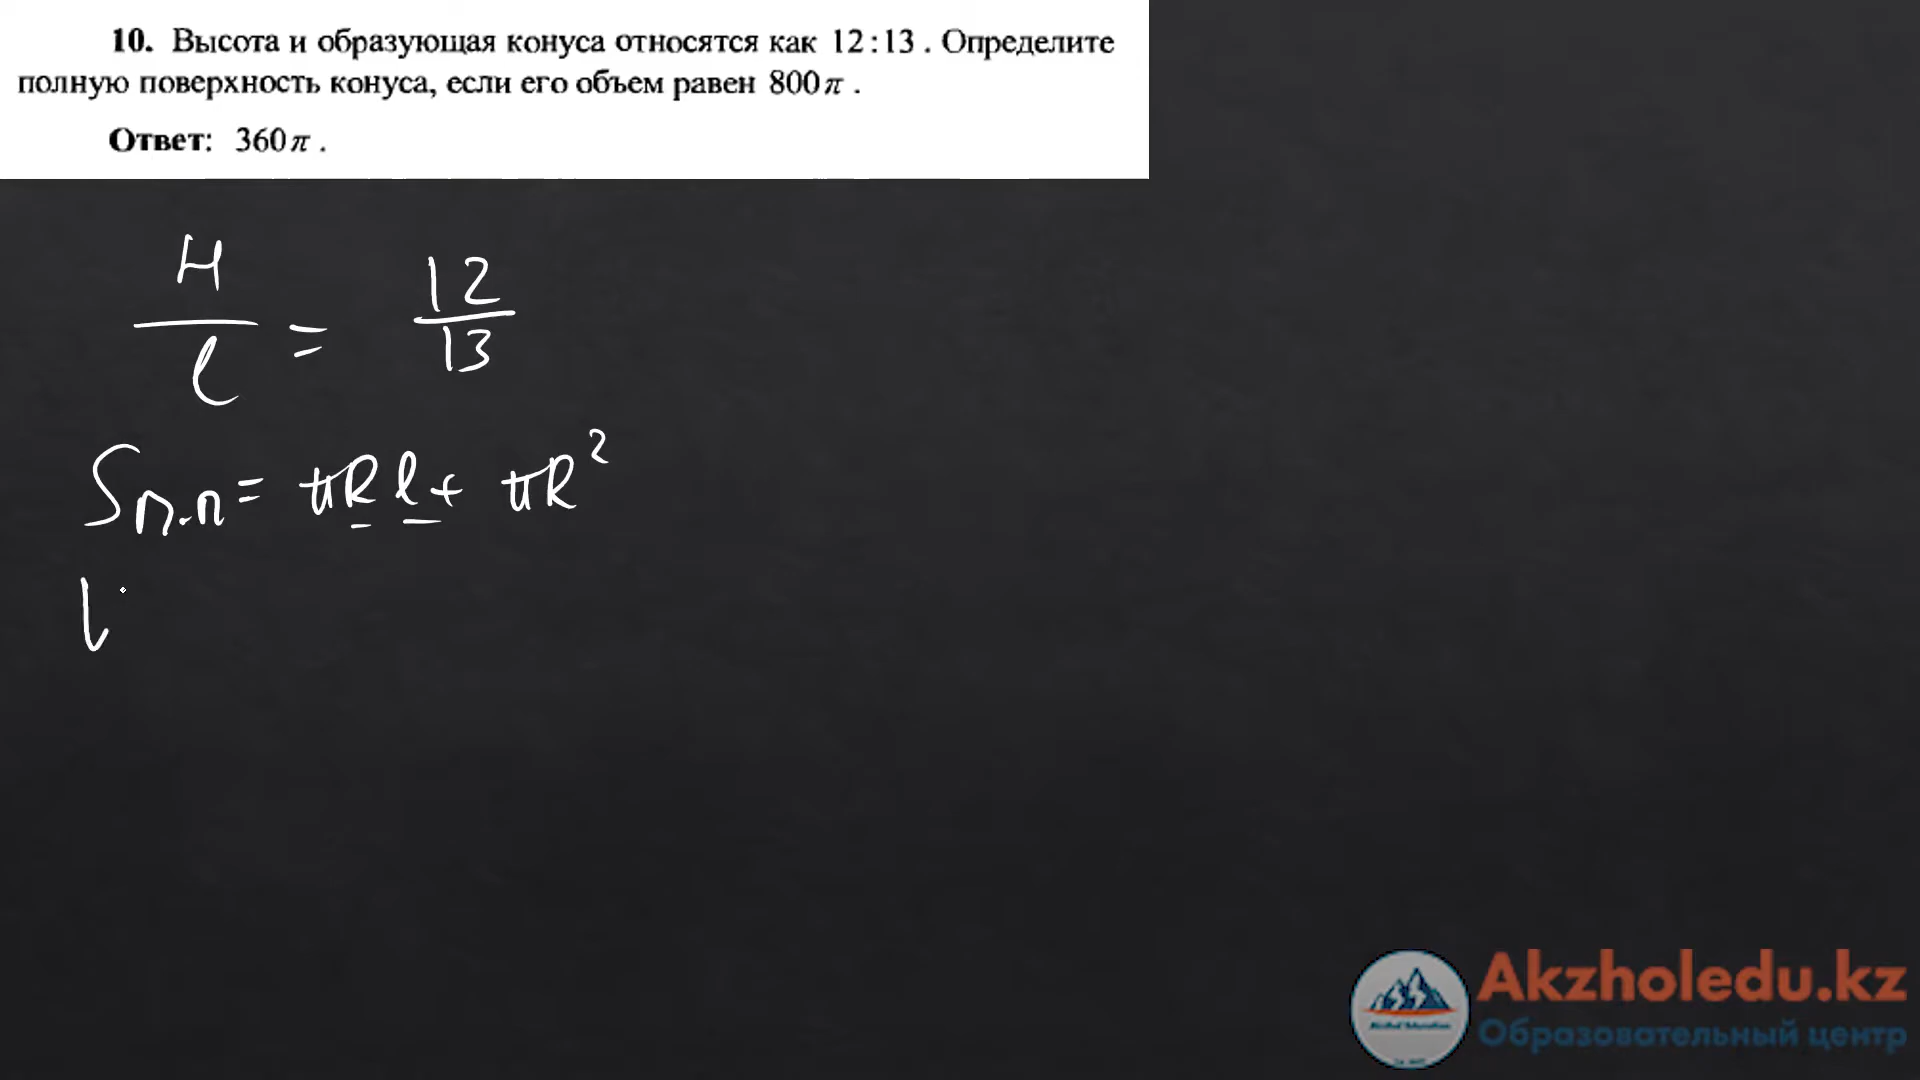 10. Высота и образующая конуса относятся как 12:13. Определите
полную поверхность конуса, если его объем равен 800π.
Ответ: 360π.
H/l = 12/13
Sп.п = πRl + πR²
Akzholedu.kz
Образовательный центр